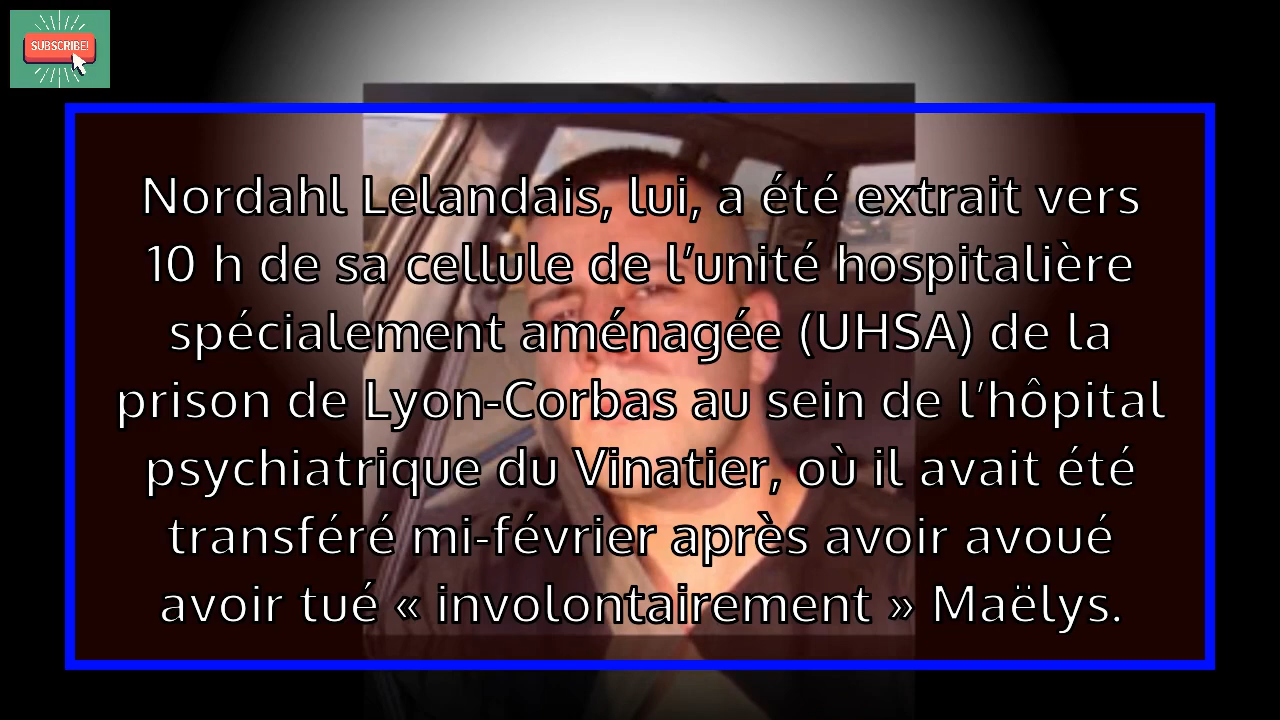 SUBSCRIBE!
Nordahl Lelandais, lui, a été extrait vers
10 h de sa cellule de l’unité hospitalière
spécialement aménagée (UHSA) de la
prison de Lyon-Corbas au sein de l’hôpital
psychiatrique du Vinatier, où il avait été
transféré mi-février après avoir avoué
avoir tué « involontairement » Maëlys.